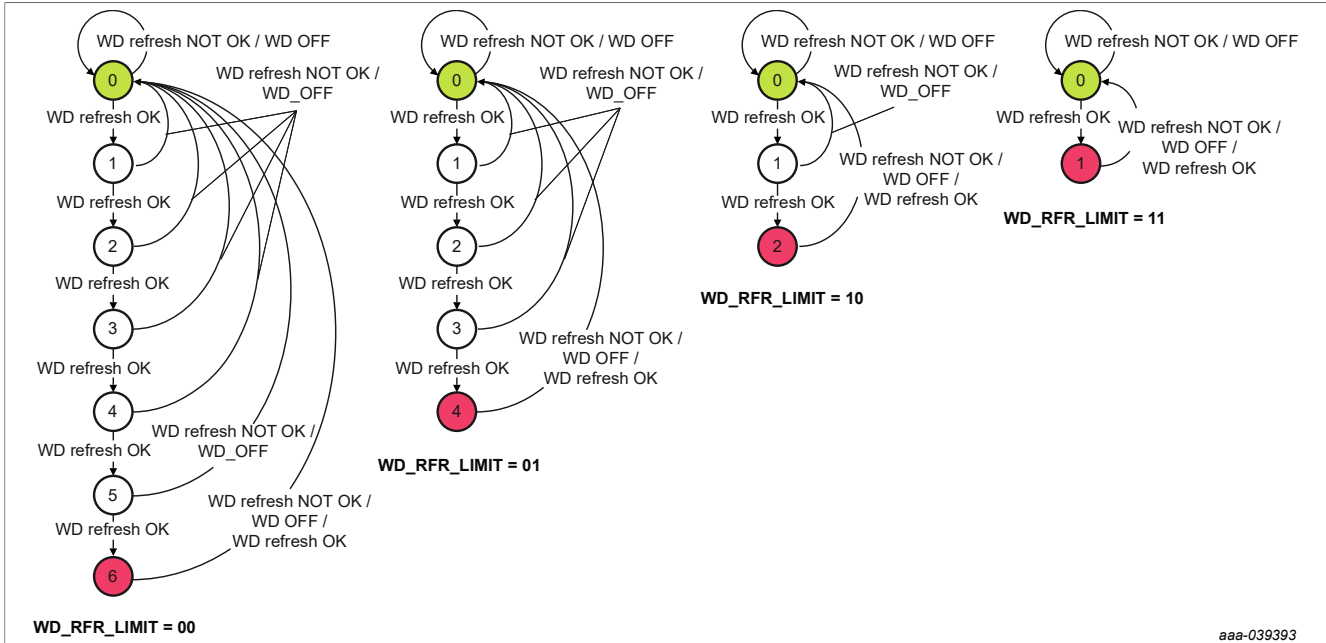 WD refresh NOT OK / WD OFF
0
WD refresh NOT OK /
WD_OFF
WD refresh OK
1
WD refresh OK
2
WD refresh OK
3
WD refresh OK
4
WD refresh OK
WD refresh NOT OK /
WD_OFF
5
WD refresh OK
WD refresh NOT OK /
WD OFF /
WD refresh OK
6
WD_RFR_LIMIT = 00
WD refresh NOT OK / WD OFF
0
WD refresh NOT OK /
WD_OFF
WD refresh OK
1
WD refresh OK
2
WD refresh OK
3
WD refresh OK
WD refresh NOT OK /
WD OFF /
WD refresh OK
4
WD_RFR_LIMIT = 01
WD refresh NOT OK / WD OFF
0
WD refresh NOT OK /
WD_OFF
WD refresh OK
1
WD refresh OK
WD refresh NOT OK /
WD OFF /
WD refresh OK
2
WD_RFR_LIMIT = 10
WD refresh NOT OK / WD OFF
0
WD refresh OK
WD refresh NOT OK /
WD OFF /
WD refresh OK
1
WD_RFR_LIMIT = 11
aaa-039393